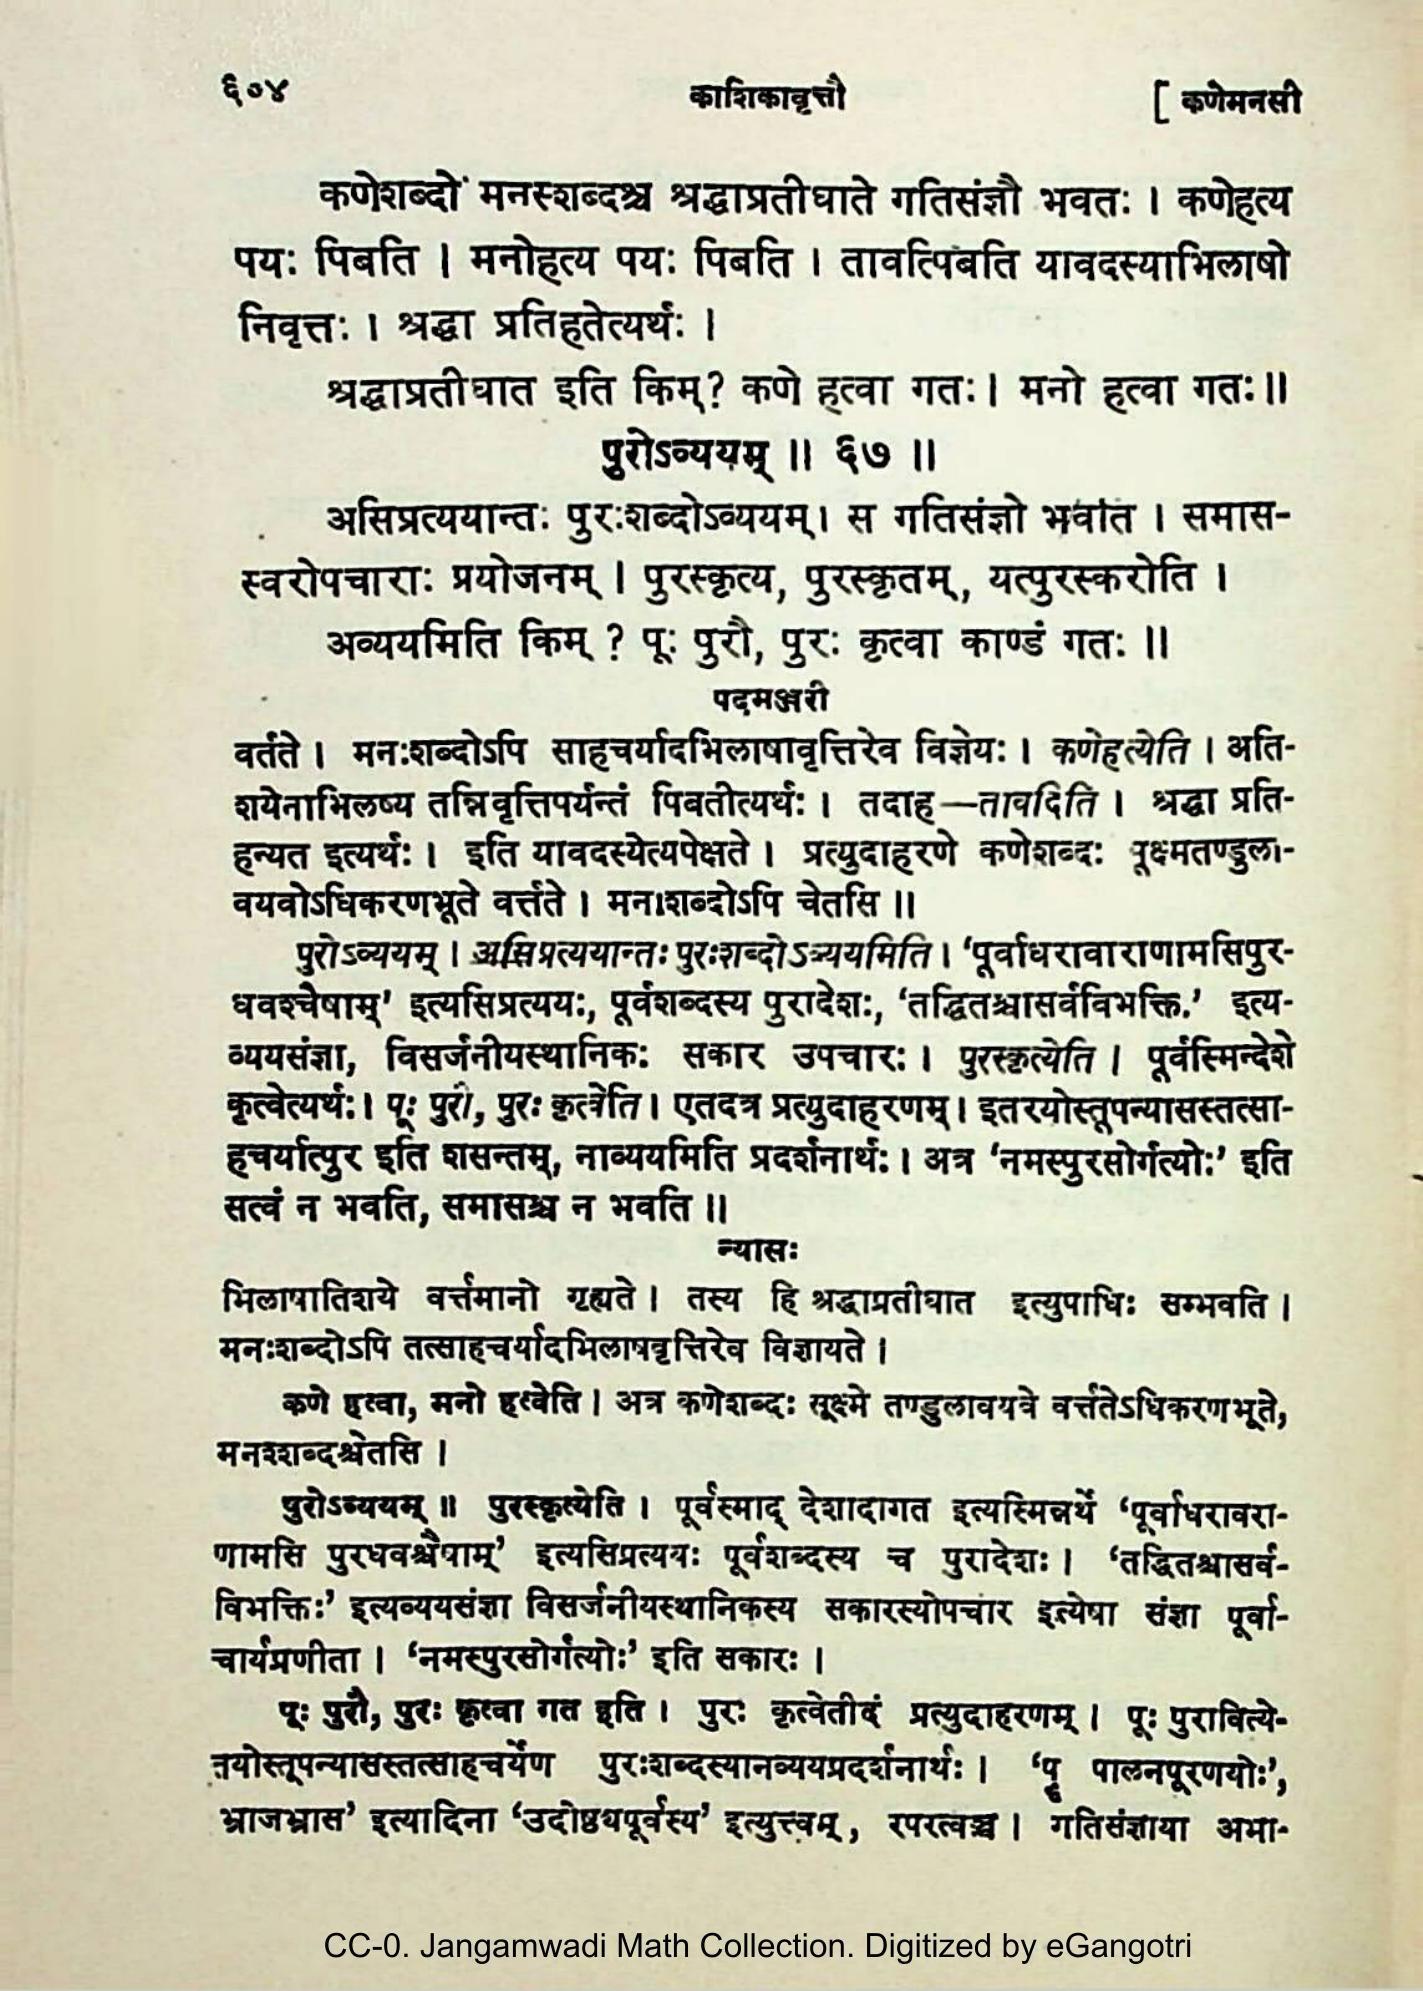 ६०४ काशिकावृत्तौ [ कणेमनसी
कणेशब्दो मनस्शब्दश्च श्रद्धाप्रतीघाते गतिसंज्ञौ भवतः । कणेहत्य
पयः पिबति । मनोहत्य पयः पिबति । तावत्पिबति यावदस्याभिलाषो
निवृत्तः । श्रद्धा प्रतिहतेत्यर्थः ।
श्रद्धाप्रतीघात इति किम्? कणे हत्वा गतः। मनो हत्वा गतः॥
पुरोऽव्ययम् ॥ ६७ ॥
असिप्रत्ययान्तः पुरःशब्दोऽव्ययम्। स गतिसंज्ञो भवति । समास-
स्वरोपचाराः प्रयोजनम् । पुरस्कृत्य, पुरस्कृतम्, यत्पुरस्करोति ।
अव्ययमिति किम् ? पूः पुरौ, पुरः कृत्वा काण्डं गतः ॥
पदमञ्जरी
वर्तते । मनःशब्दोऽपि साहचर्यादभिलाषावृत्तिरेव विज्ञेयः । कणेहत्येति । अति-
शयेनाभिलष्य तन्निवृत्तिपर्यन्तं पिबतीत्यर्थः । तदाह—तावदिति । श्रद्धा प्रति-
हन्यत इत्यर्थः । इति यावदस्येत्यपेक्षते । प्रत्युदाहरणे कणेशब्दः पूक्ष्मतण्डुला-
वयवोऽधिकरणभूते वर्त्तते । मनःशब्दोऽपि चेतसि ॥
पुरोऽव्ययम् । असिप्रत्ययान्तः पुरःशब्दोऽव्ययमिति । ‘पूर्वाधरावाराणामसिपुर-
धवश्चैषाम्’ इत्यसिप्रत्ययः, पूर्वशब्दस्य पुरादेशः, ‘तद्धितश्चासर्वविभक्ति.’ इत्य-
व्ययसंज्ञा, विसर्जनीयस्थानिकः सकार उपचारः । पुरस्कृत्येति । पूर्वस्मिन्देशे
कृत्वेत्यर्थः। पूः पुरौ, पुरः कृत्वेति । एतदत्र प्रत्युदाहरणम् । इतरयोस्तूपन्यासस्तत्सा-
हचर्यात्पुर इति शसन्तम्, नाव्ययमिति प्रदर्शनार्थः । अत्र ‘नमस्पुरसोर्गत्योः’ इति
सत्वं न भवति, समासश्च न भवति ॥
न्यासः
भिलाषातिशये वर्त्तमानो गृह्यते । तस्य हि श्रद्धाप्रतीघात इत्युपाधिः सम्भवति ।
मनःशब्दोऽपि तत्साहचर्यादभिलाषवृत्तिरेव विज्ञायते ।
कणे हत्वा, मनो हत्वेति । अत्र कणेशब्दः सूक्ष्मे तण्डुलावयवे वर्त्ततेऽधिकरणभूते,
मनश्शब्दश्चेतसि ।
पुरोऽव्ययम् ॥ पुरस्कृत्येति । पूर्वस्माद् देशादागत इत्यस्मिन्नर्थे ‘पूर्वाधरावरा-
णामसि पुरधवश्चैषाम्’ इत्यसिप्रत्ययः पूर्वशब्दस्य च पुरादेशः । ‘तद्धितश्चासर्व-
विभक्तिः’ इत्यव्ययसंज्ञा विसर्जनीयस्थानिकस्य सकारस्योपचार इत्येषा संज्ञा पूर्वा-
चार्यप्रणीता । ‘नमस्पुरसोर्गत्योः’ इति सकारः ।
पूः पुरौ, पुरः कृत्वा गत इति । पुरः कृत्वेतीदं प्रत्युदाहरणम् । पूः पुरावित्ये-
तयोस्तूपन्यासस्तत्साहचर्येण पुरःशब्दस्यानव्ययप्रदर्शनार्थः । ‘पॄ पालनपूरणयोः’,
भ्राजभ्रास’ इत्यादिना ‘उदोष्ठ्यपूर्वस्य’ इत्युत्त्वम्, रपरत्वञ्च । गतिसंज्ञाया अभा-
CC-0. Jangamwadi Math Collection. Digitized by eGangotri